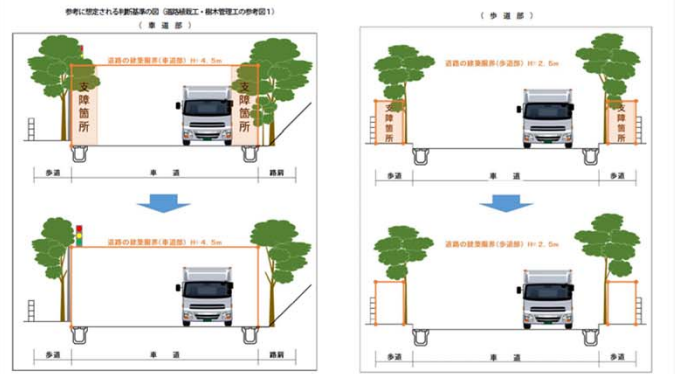 参考に想定される判断基準の図（道路植栽工・樹木管理工の参考図１）
（ 車 道 部 ）
道路の建築限界(車道部) H=４.５m
支障箇所
支障箇所
歩道
車 道
路肩
道路の建築限界(車道部) H=４.５m
歩道
車 道
路肩
（ 歩 道 部 ）
道路の建築限界(歩道部) H=２.５m
支障箇所
支障箇所
歩道
車 道
歩道
道路の建築限界(歩道部) H=２.５m
歩道
車 道
歩道